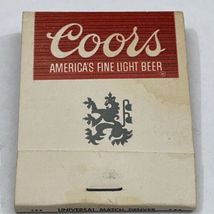 Coors
AMERICA'S FINE LIGHT BEER
UNIVERSAL MATCH, DENVER